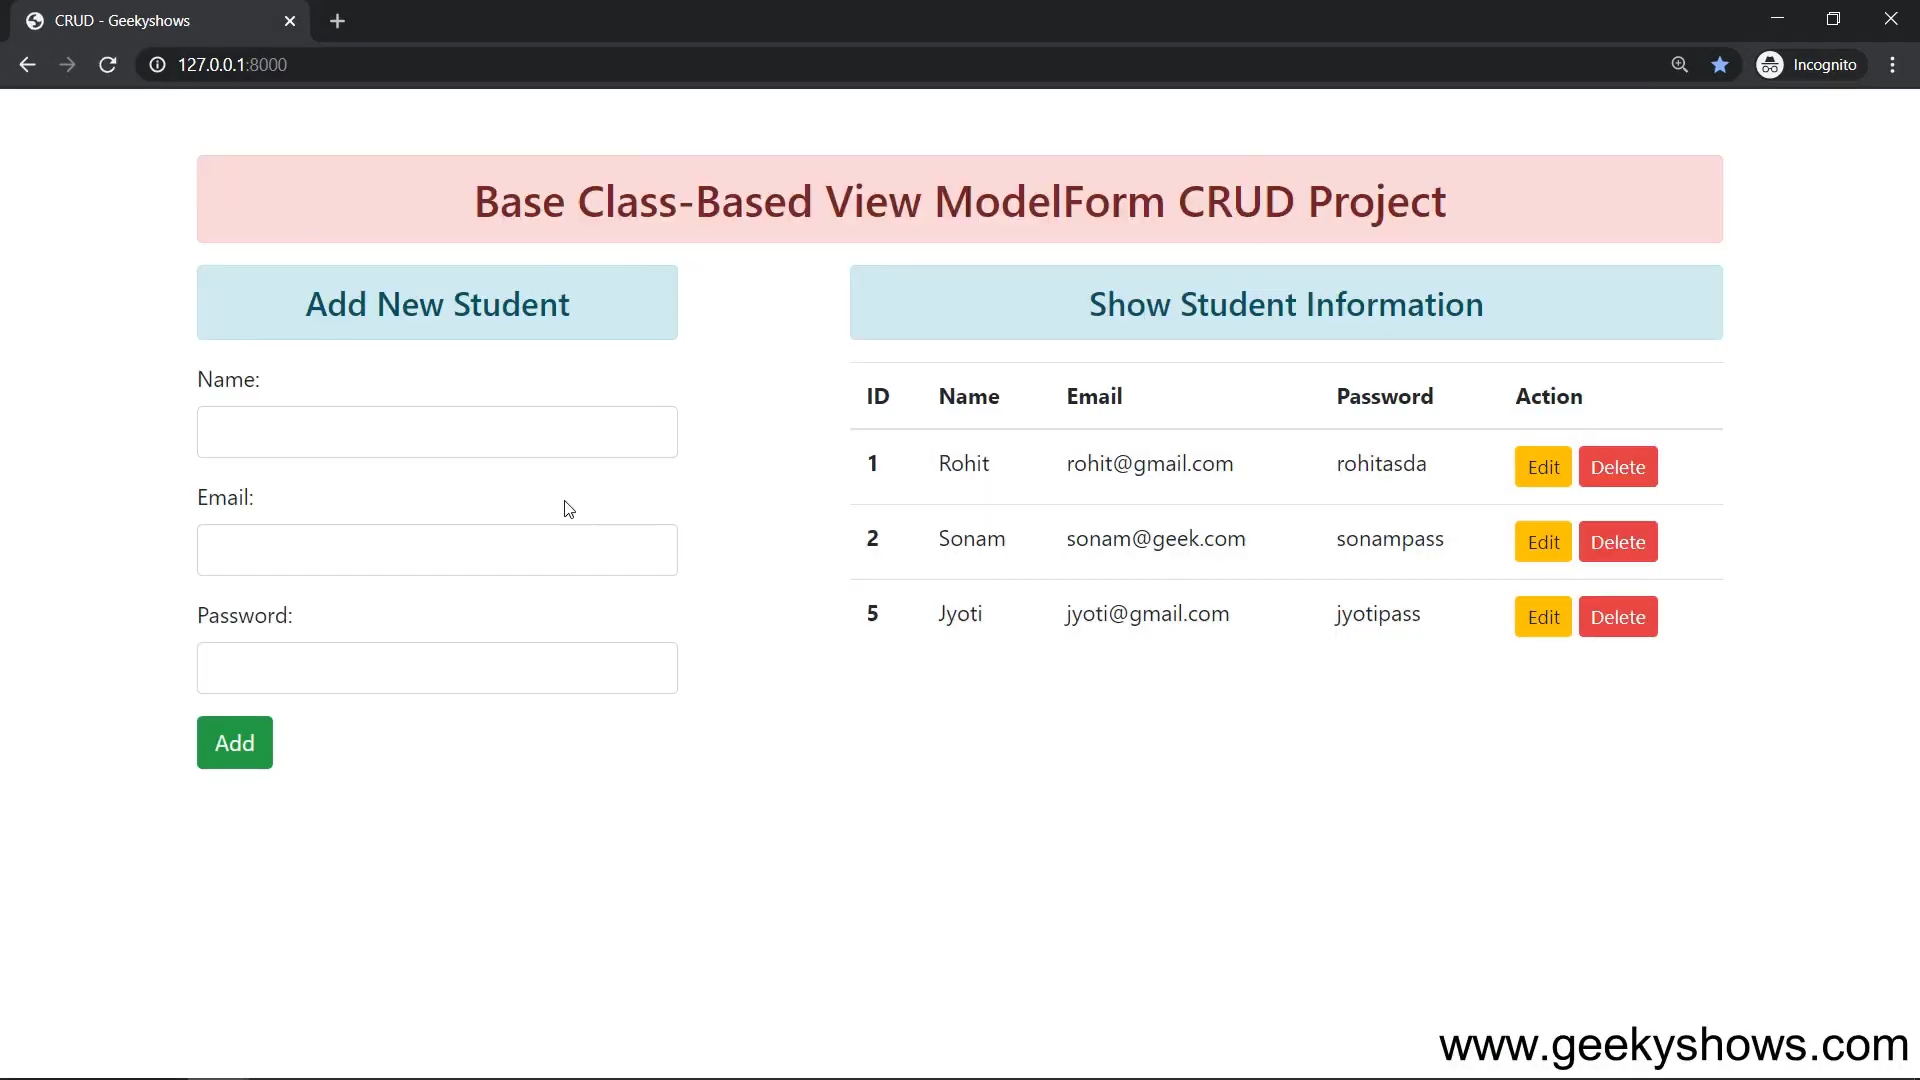 CRUD - Geekyshows
127.0.0.1:8000
Incognito
Base Class-Based View ModelForm CRUD Project
Add New Student
Name:
Email:
Password:
Add
Show Student Information
ID Name Email Password Action
1 Rohit rohit@gmail.com rohitasda Edit Delete
2 Sonam sonam@geek.com sonampass Edit Delete
5 Jyoti jyoti@gmail.com jyotipass Edit Delete
www.geekyshows.com